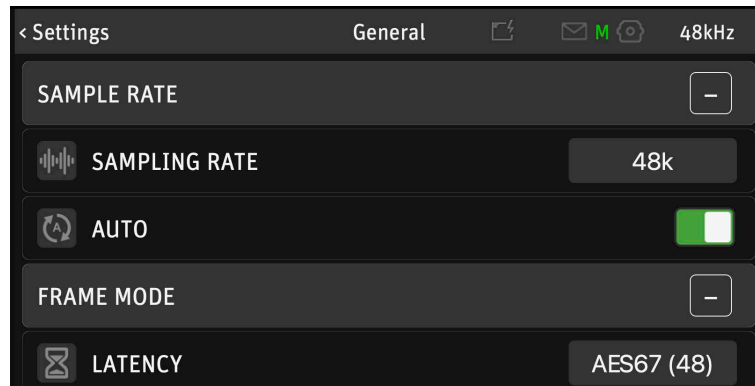 < Settings General M 48kHz
SAMPLE RATE –
SAMPLING RATE 48k
A AUTO
FRAME MODE –
LATENCY AES67 (48)